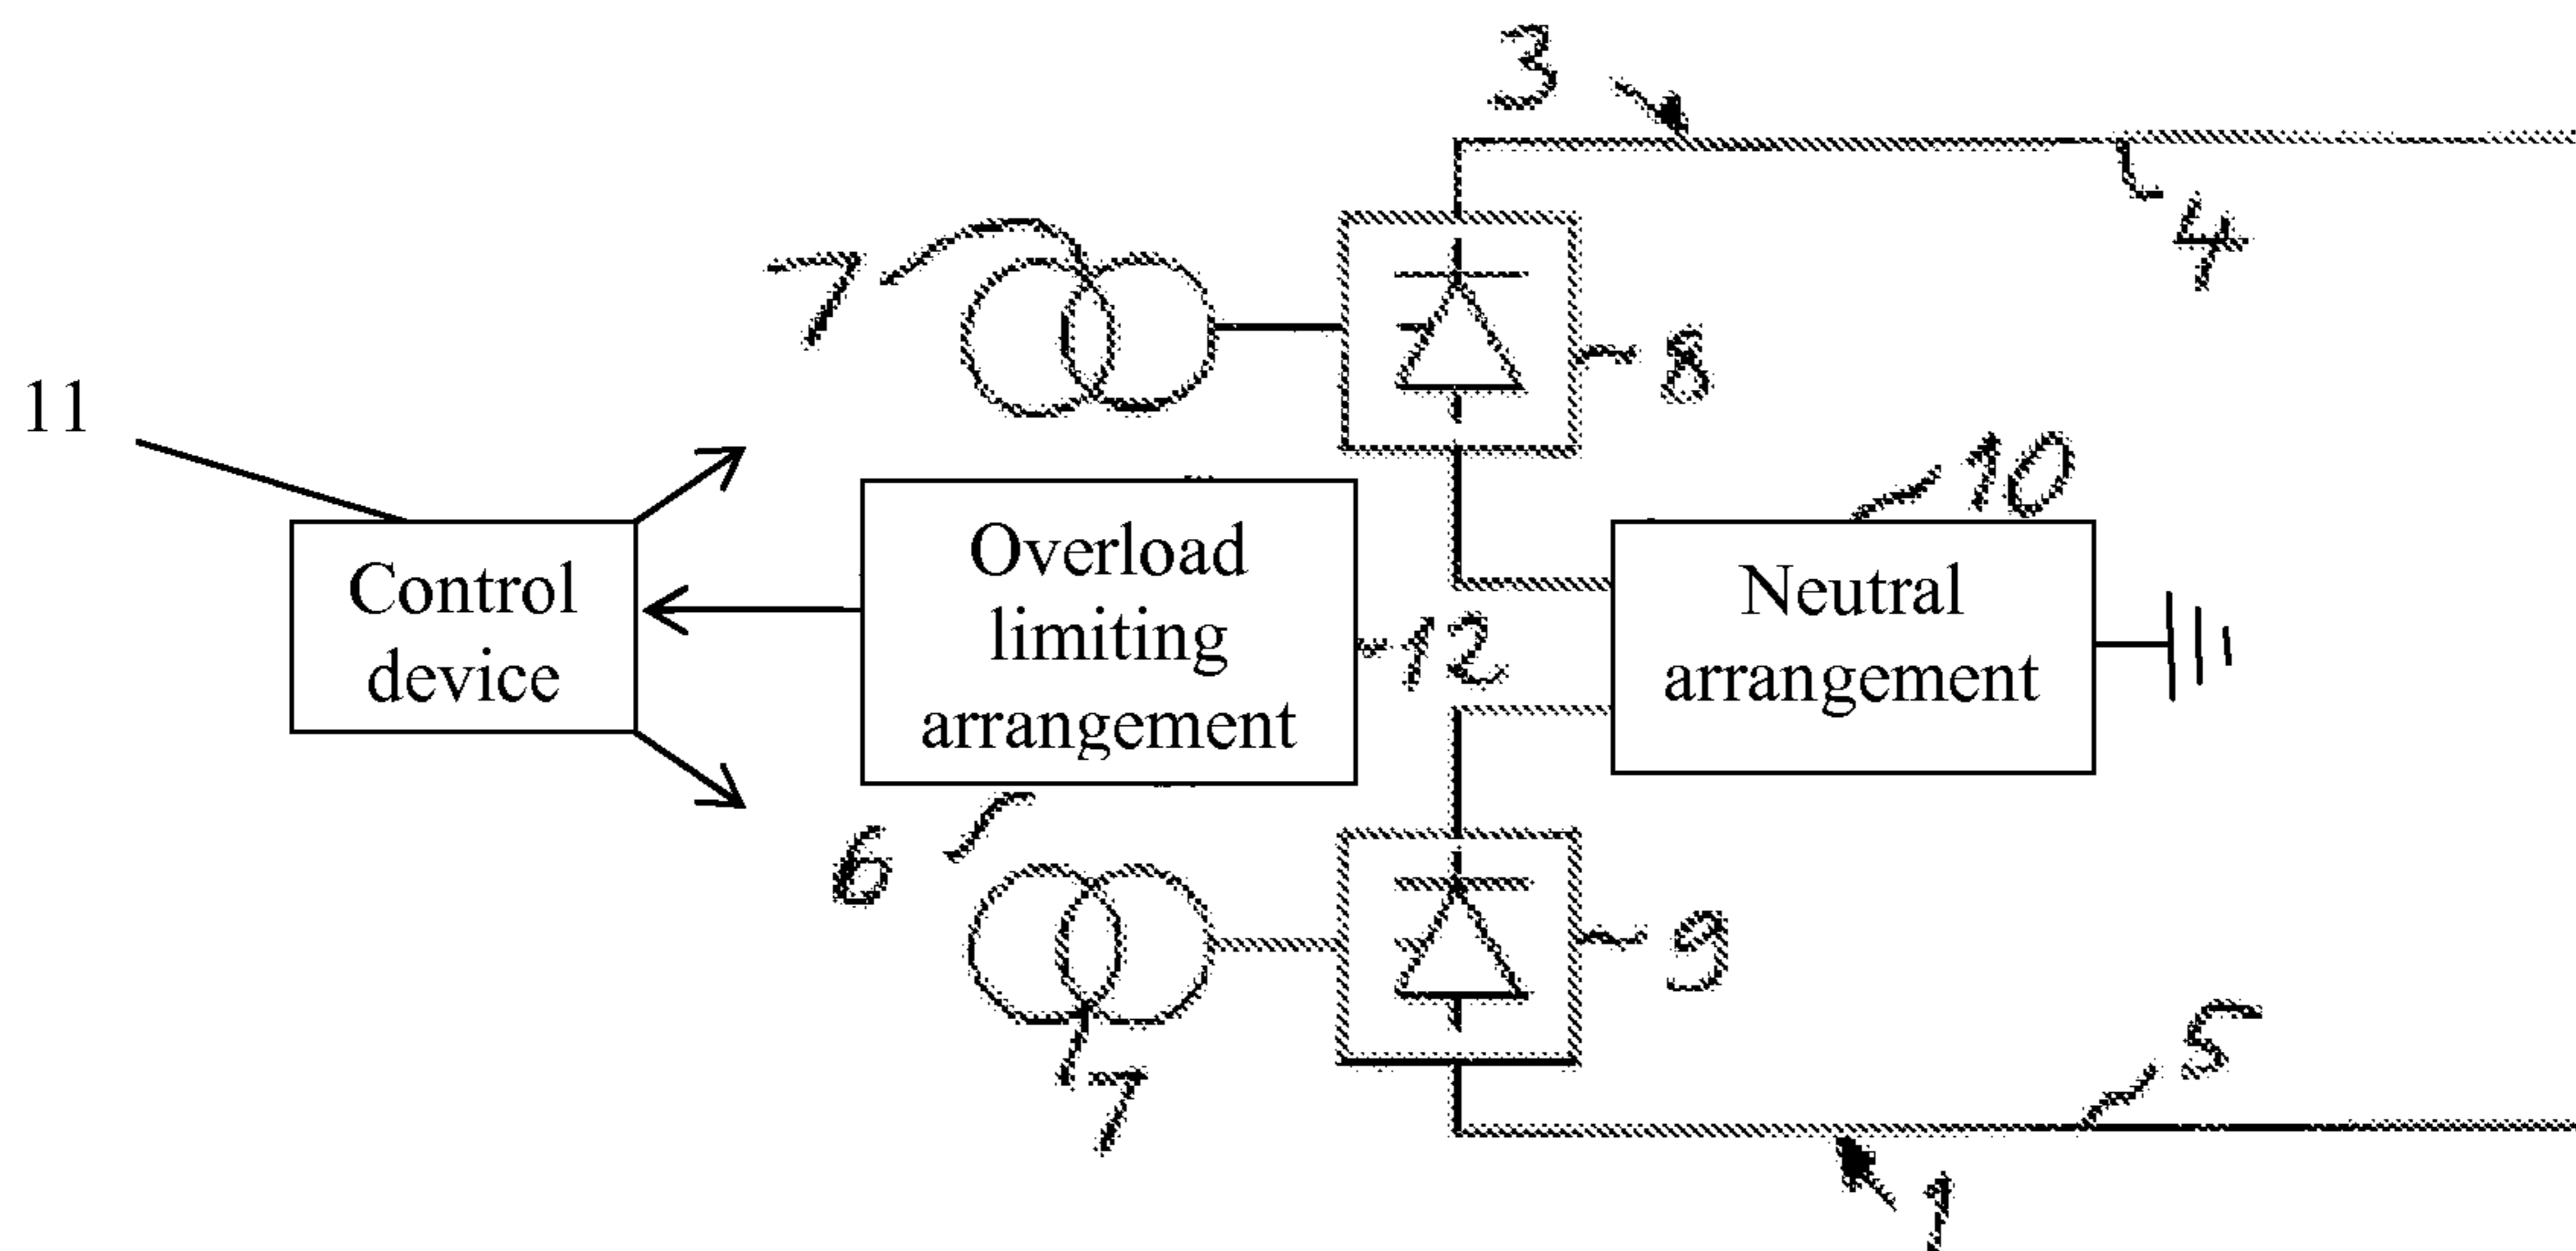 3
4
7
8
11
10
Control
device
Overload
limiting
arrangement
12
Neutral
arrangement
6
9
7
5
1